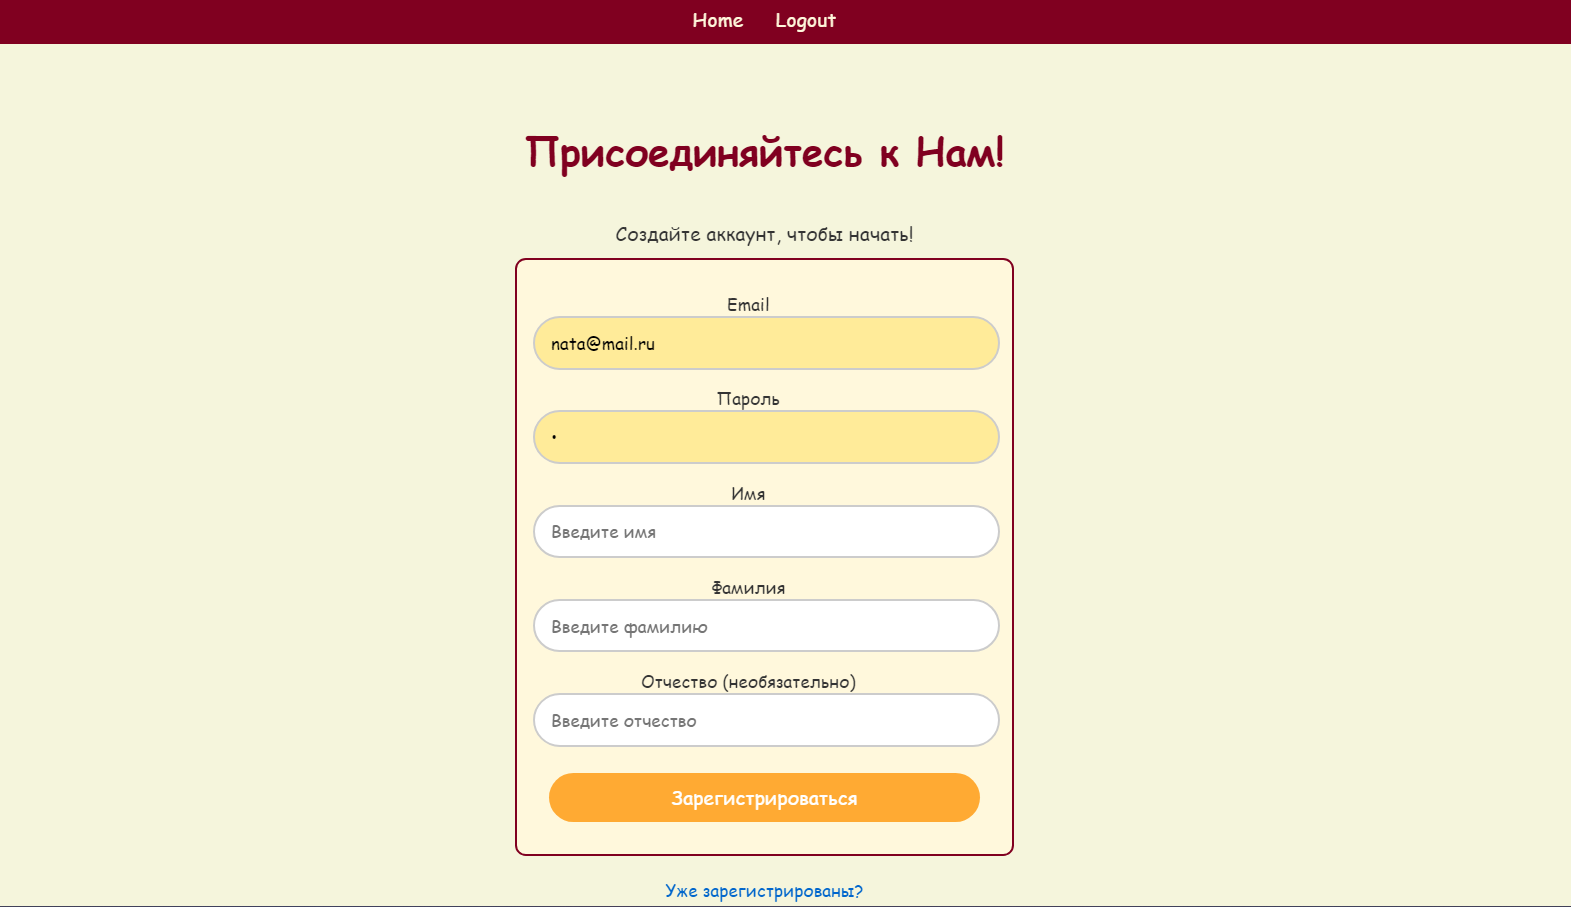 Home Logout
Присоединяйтесь к Нам!
Создайте аккаунт, чтобы начать!
Email
nata@mail.ru
Пароль
•
Имя
Введите имя
Фамилия
Введите фамилию
Отчество (необязательно)
Введите отчество
Зарегистрироваться
Уже зарегистрированы?